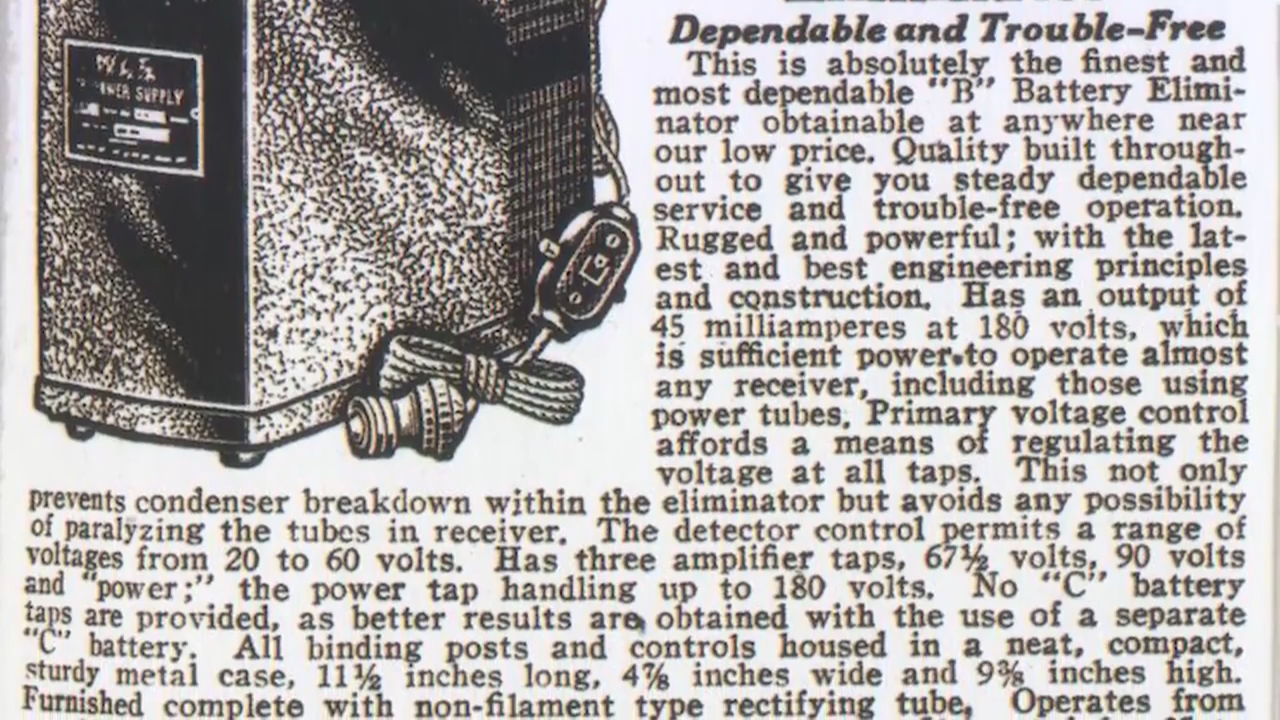 POWER SUPPLY
Dependable and Trouble-Free
This is absolutely the finest and
most dependable "B" Battery Elimi-
nator obtainable at anywhere near
our low price. Quality built through-
out to give you steady dependable
service and trouble-free operation.
Rugged and powerful; with the lat-
est and best engineering principles
and construction. Has an output of
45 milliamperes at 180 volts, which
is sufficient power to operate almost
any receiver, including those using
power tubes. Primary voltage control
affords a means of regulating the
voltage at all taps. This not only
prevents condenser breakdown within the eliminator but avoids any possibility
of paralyzing the tubes in receiver. The detector control permits a range of
voltages from 20 to 60 volts. Has three amplifier taps, 67½ volts, 90 volts
and "power;" the power tap handling up to 180 volts. No "C" battery
taps are provided, as better results are obtained with the use of a separate
"C" battery. All binding posts and controls housed in a neat, compact,
sturdy metal case, 11½ inches long, 4⅞ inches wide and 9⅜ inches high.
Furnished complete with non-filament type rectifying tube, Operates from